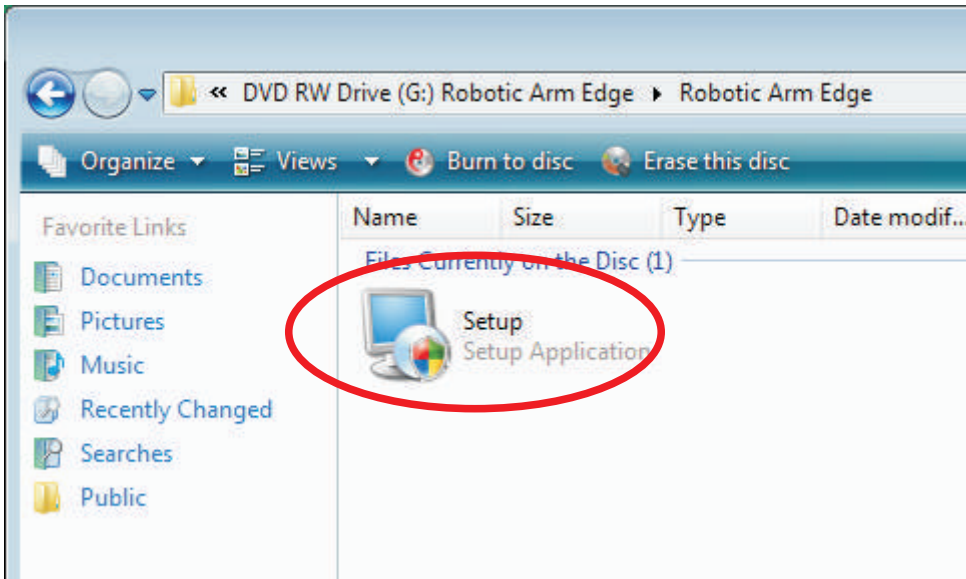 « DVD RW Drive (G:) Robotic Arm Edge ▸ Robotic Arm Edge
Organize Views Burn to disc Erase this disc
Favorite Links
Documents
Pictures
Music
Recently Changed
Searches
Public
Name Size Type Date modif...
Files Currently on the Disc (1)
Setup
Setup Application